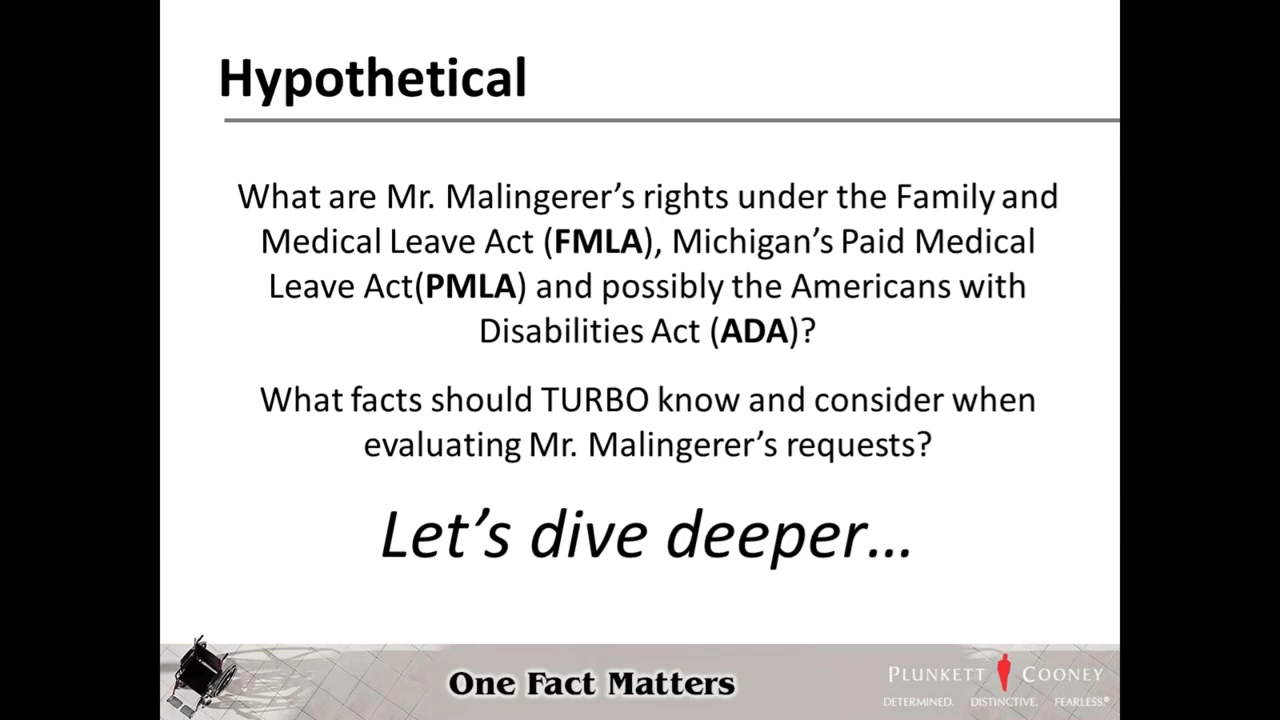 Hypothetical
What are Mr. Malingerer's rights under the Family and
Medical Leave Act (FMLA), Michigan's Paid Medical
Leave Act(PMLA) and possibly the Americans with
Disabilities Act (ADA)?
What facts should TURBO know and consider when
evaluating Mr. Malingerer's requests?
Let's dive deeper…
One Fact Matters
PLUNKETT COONEY
DETERMINED. DISTINCTIVE. FEARLESS.®